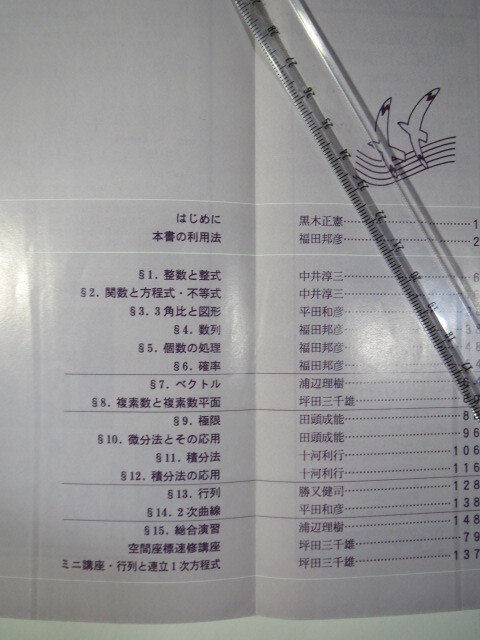 はじめに 黒木正憲 1
本書の利用法 福田邦彦 2
§1. 整数と整式 中井淳三 6
§2. 関数と方程式・不等式 中井淳三
§3. 3角比と図形 平田和彦
§4. 数列 福田邦彦
§5. 個数の処理 福田邦彦
§6. 確率 福田邦彦
§7. ベクトル 浦辺理樹
§8. 複素数と複素数平面 坪田三千雄
§9. 極限 田頭成能
§10. 微分法とその応用 田頭成能 96
§11. 積分法 十河利行 106
§12. 積分法の応用 十河利行 116
§13. 行列 勝又健司 128
§14. 2次曲線 平田和彦 138
§15. 総合演習 浦辺理樹 148
空間座標速修講座 坪田三千雄 79
ミニ講座・行列と連立1次方程式 坪田三千雄 137